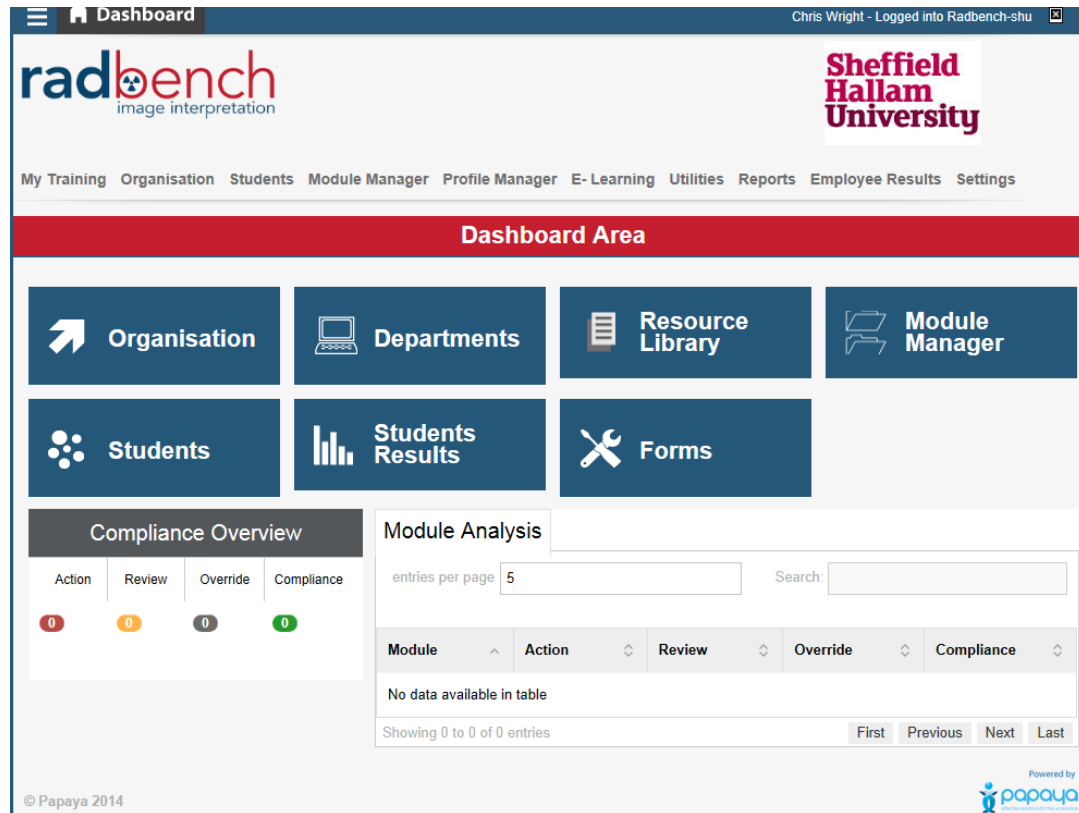 Dashboard
Chris Wright - Logged into Radbench-shu
radbench
image interpretation
Sheffield
Hallam
University
My Training Organisation Students Module Manager Profile Manager E- Learning Utilities Reports Employee Results Settings
Dashboard Area
Organisation
Departments
Resource
Library
Module
Manager
Students
Students
Results
Forms
Compliance Overview
Action Review Override Compliance
0 0 0 0
Module Analysis
entries per page 5
Search:
Module Action Review Override Compliance
No data available in table
Showing 0 to 0 of 0 entries
First Previous Next Last
© Papaya 2014
Powered by
papaya